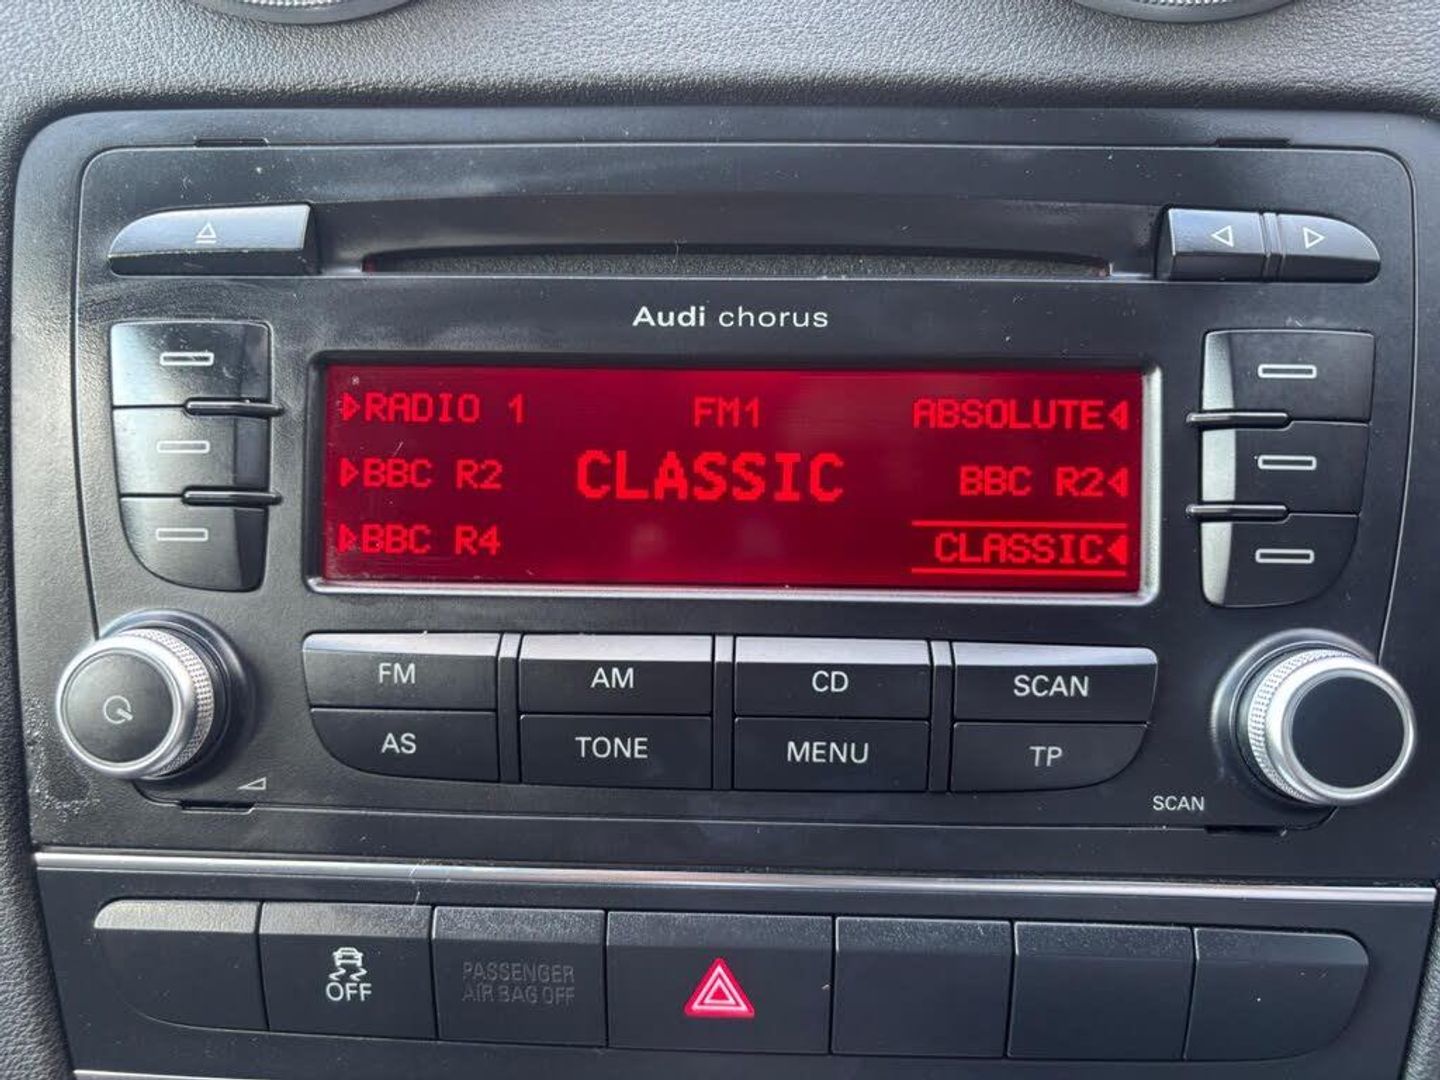 Audi chorus
RADIO 1 FM1 ABSOLUTE
BBC R2 CLASSIC BBC R2
BBC R4 CLASSIC
FM AM CD SCAN
AS TONE MENU TP
SCAN
OFF
PASSENGER
AIR BAG OFF